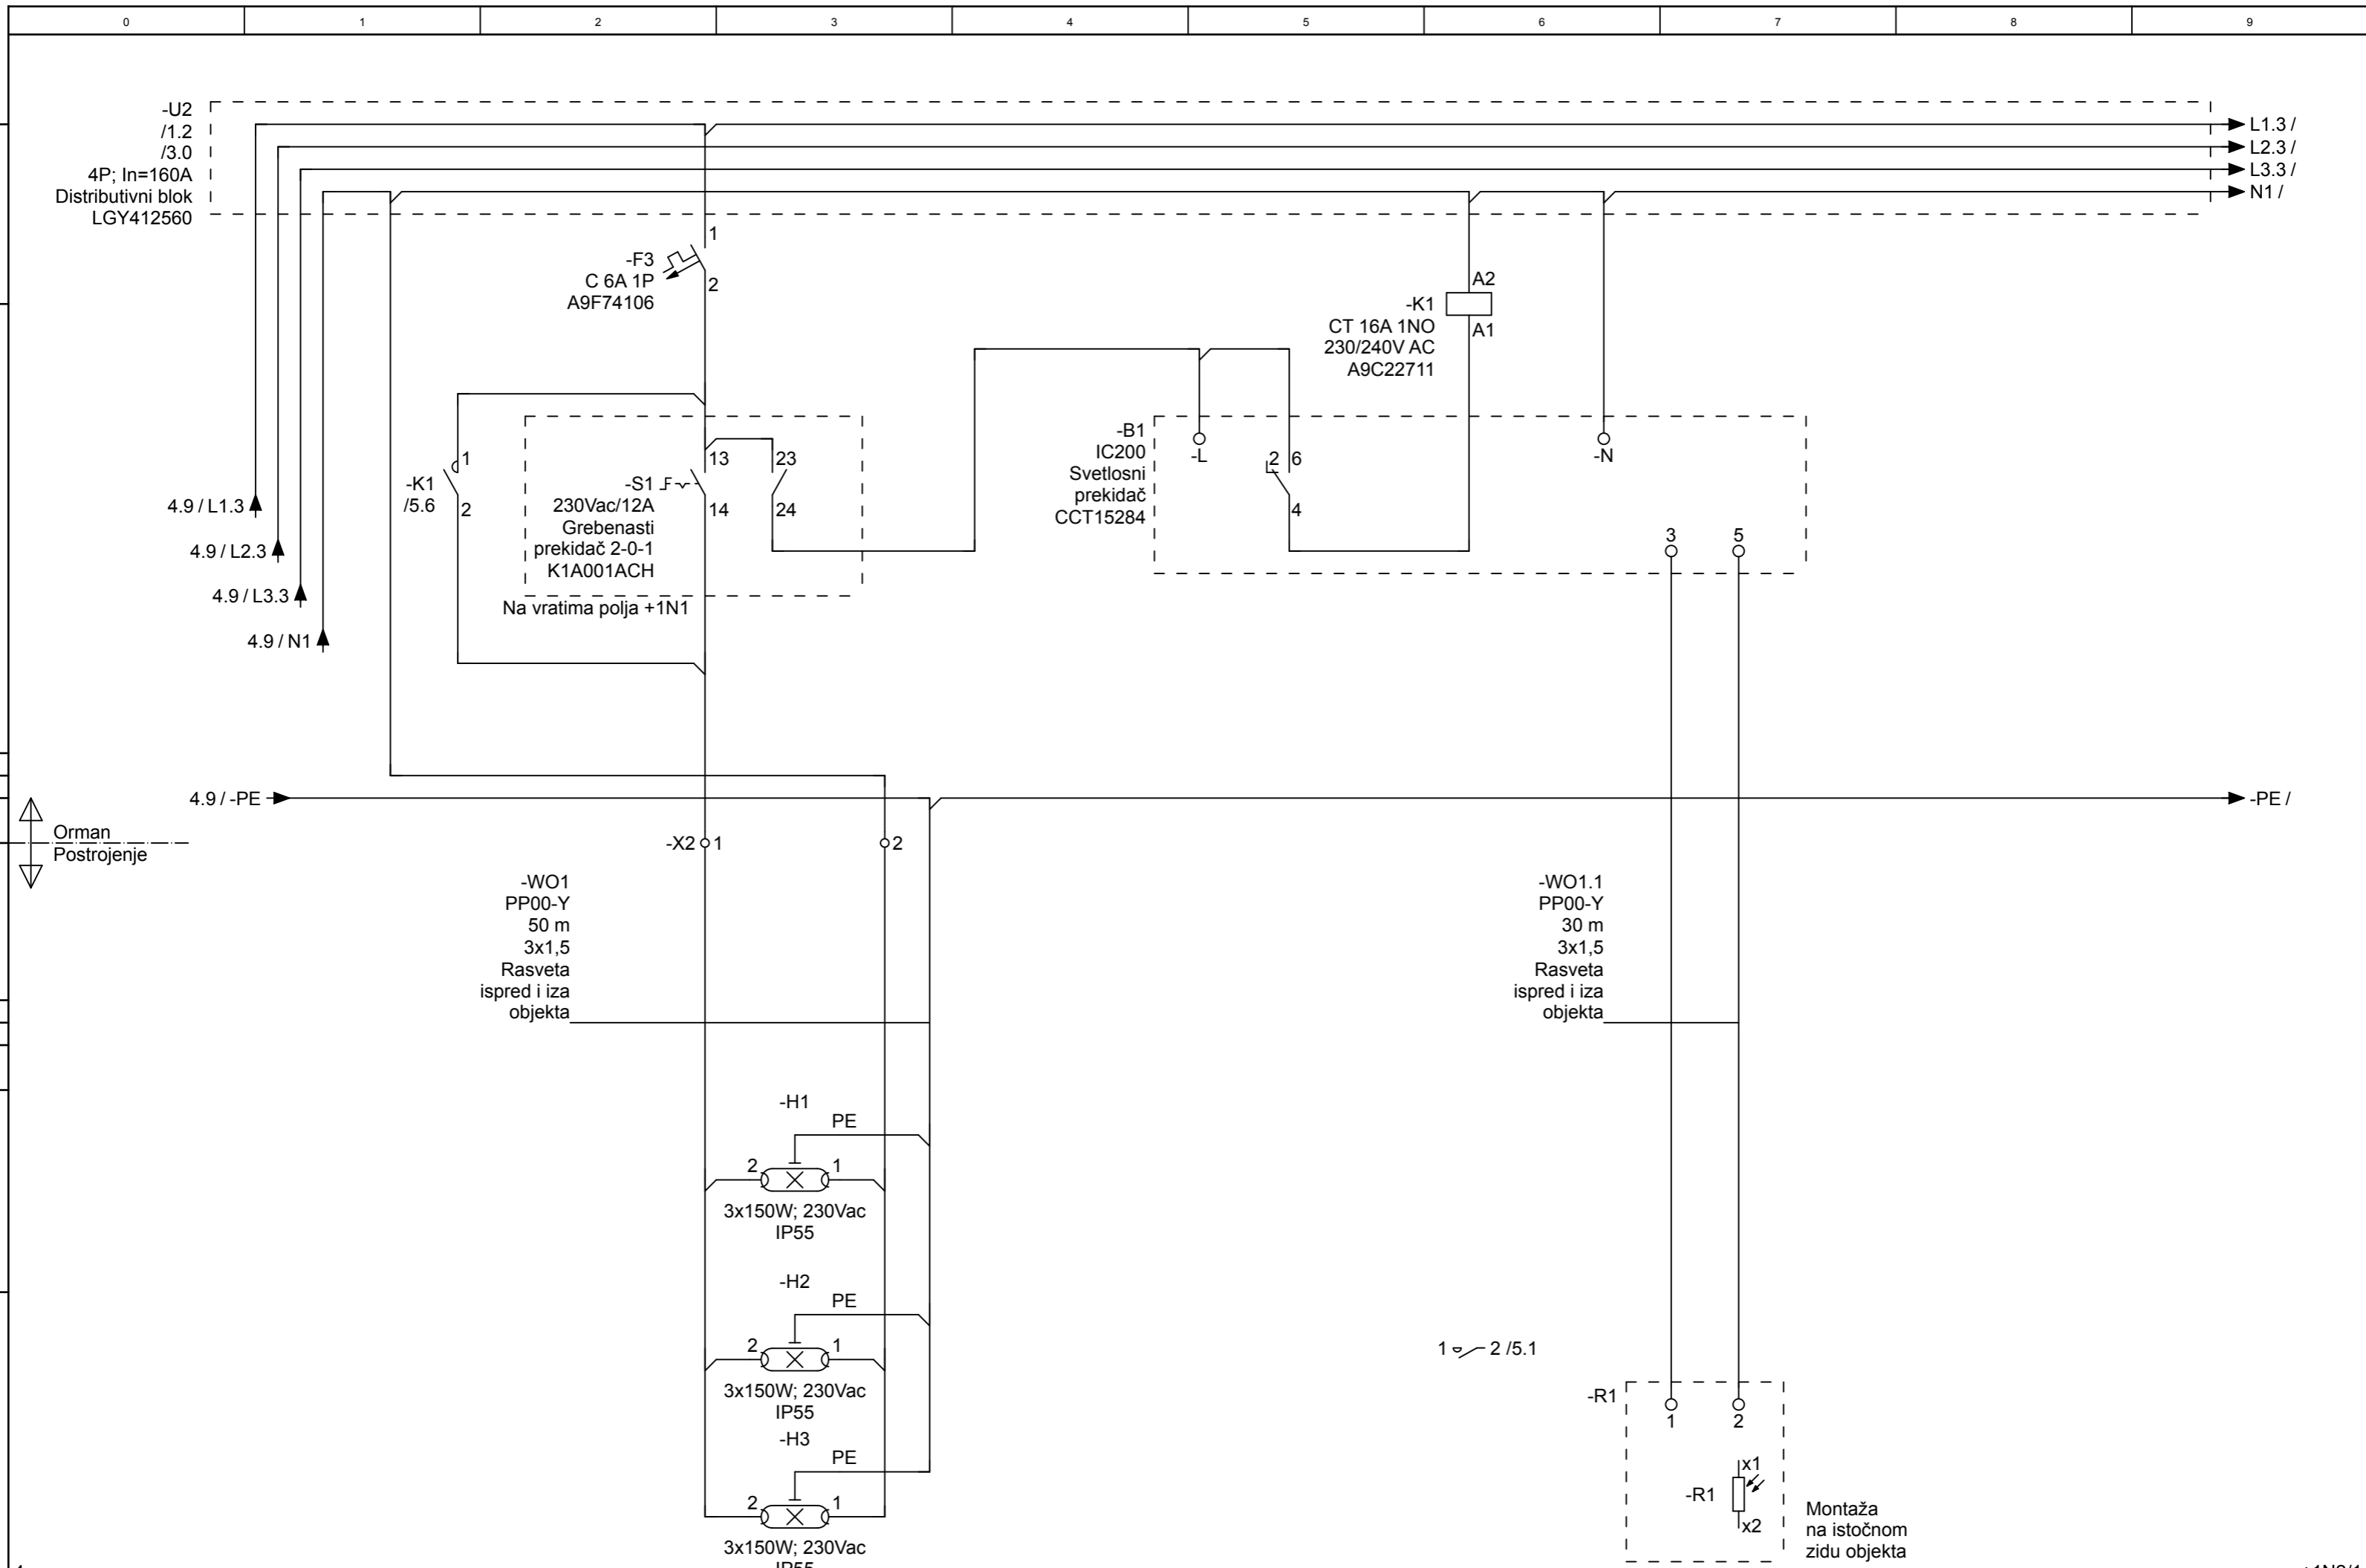 0 1 2 3 4 5 6 7 8 9
-U2
/1.2
/3.0
4P; In=160A
Distributivni blok
LGY412560
L1.3 /
L2.3 /
L3.3 /
N1 /
1
-F3
C 6A 1P
A9F74106
2
A2
-K1
CT 16A 1NO
230/240V AC
A9C22711
A1
-K1
/5.6
1
2
13
23
-S1
230Vac/12A
Grebenasti
prekidač 2-0-1
K1A001ACH
14
24
Na vratima polja +1N1
-B1
IC200
Svetlosni
prekidač
CCT15284
-L
2
6
4
-N
3
5
4.9 / L1.3
4.9 / L2.3
4.9 / L3.3
4.9 / N1
4.9 / -PE
-PE /
Orman
Postrojenje
-X2
1
2
-WO1
PP00-Y
50 m
3x1,5
Rasveta
ispred i iza
objekta
-WO1.1
PP00-Y
30 m
3x1,5
Rasveta
ispred i iza
objekta
-H1
PE
2
1
3x150W; 230Vac
IP55
-H2
PE
2
1
3x150W; 230Vac
IP55
-H3
PE
2
1
3x150W; 230Vac
IP55
1
2 /5.1
-R1
1
2
x1
-R1
x2
Montaža
na istočnom
zidu objekta